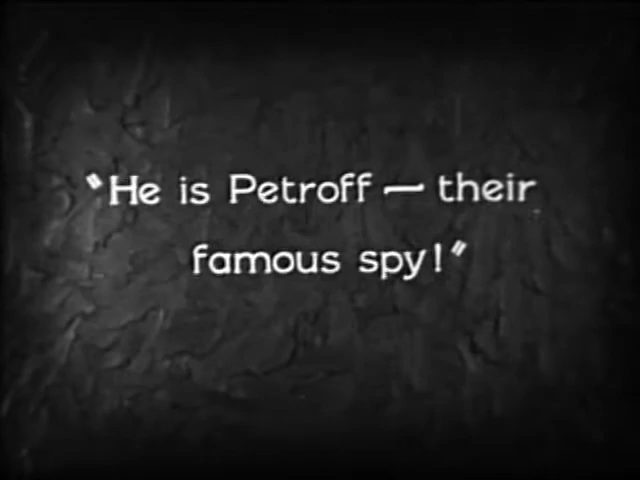 "He is Petroff — their
famous spy!"